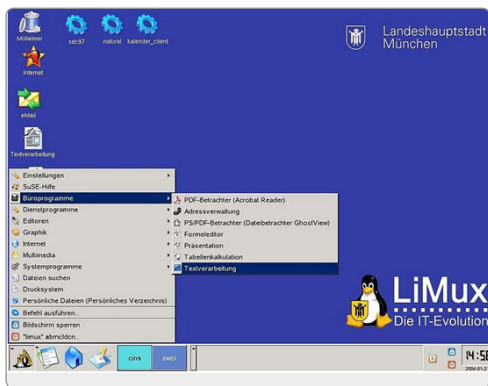 Mülleimer
sdc97
natural
kalender_client
Internet
eMail
Textverarbeitung
Landeshauptstadt
München
Einstellungen
SuSE-Hilfe
Büroprogramme
Dienstprogramme
Editoren
Graphik
Internet
Multimedia
Systemprogramme
Dateien suchen
Drucksystem
Persönliche Dateien (Persönliches Verzeichnis)
Befehl ausführen...
Bildschirm sperren
"limux" abmelden...
PDF-Betrachter (Acrobat Reader)
Adressverwaltung
PS/PDF-Betrachter (Dateibetrachter GhostView)
Formeleditor
Präsentation
Tabellenkalkulation
Textverarbeitung
LiMux
Die IT-Evolution
eins
zwei